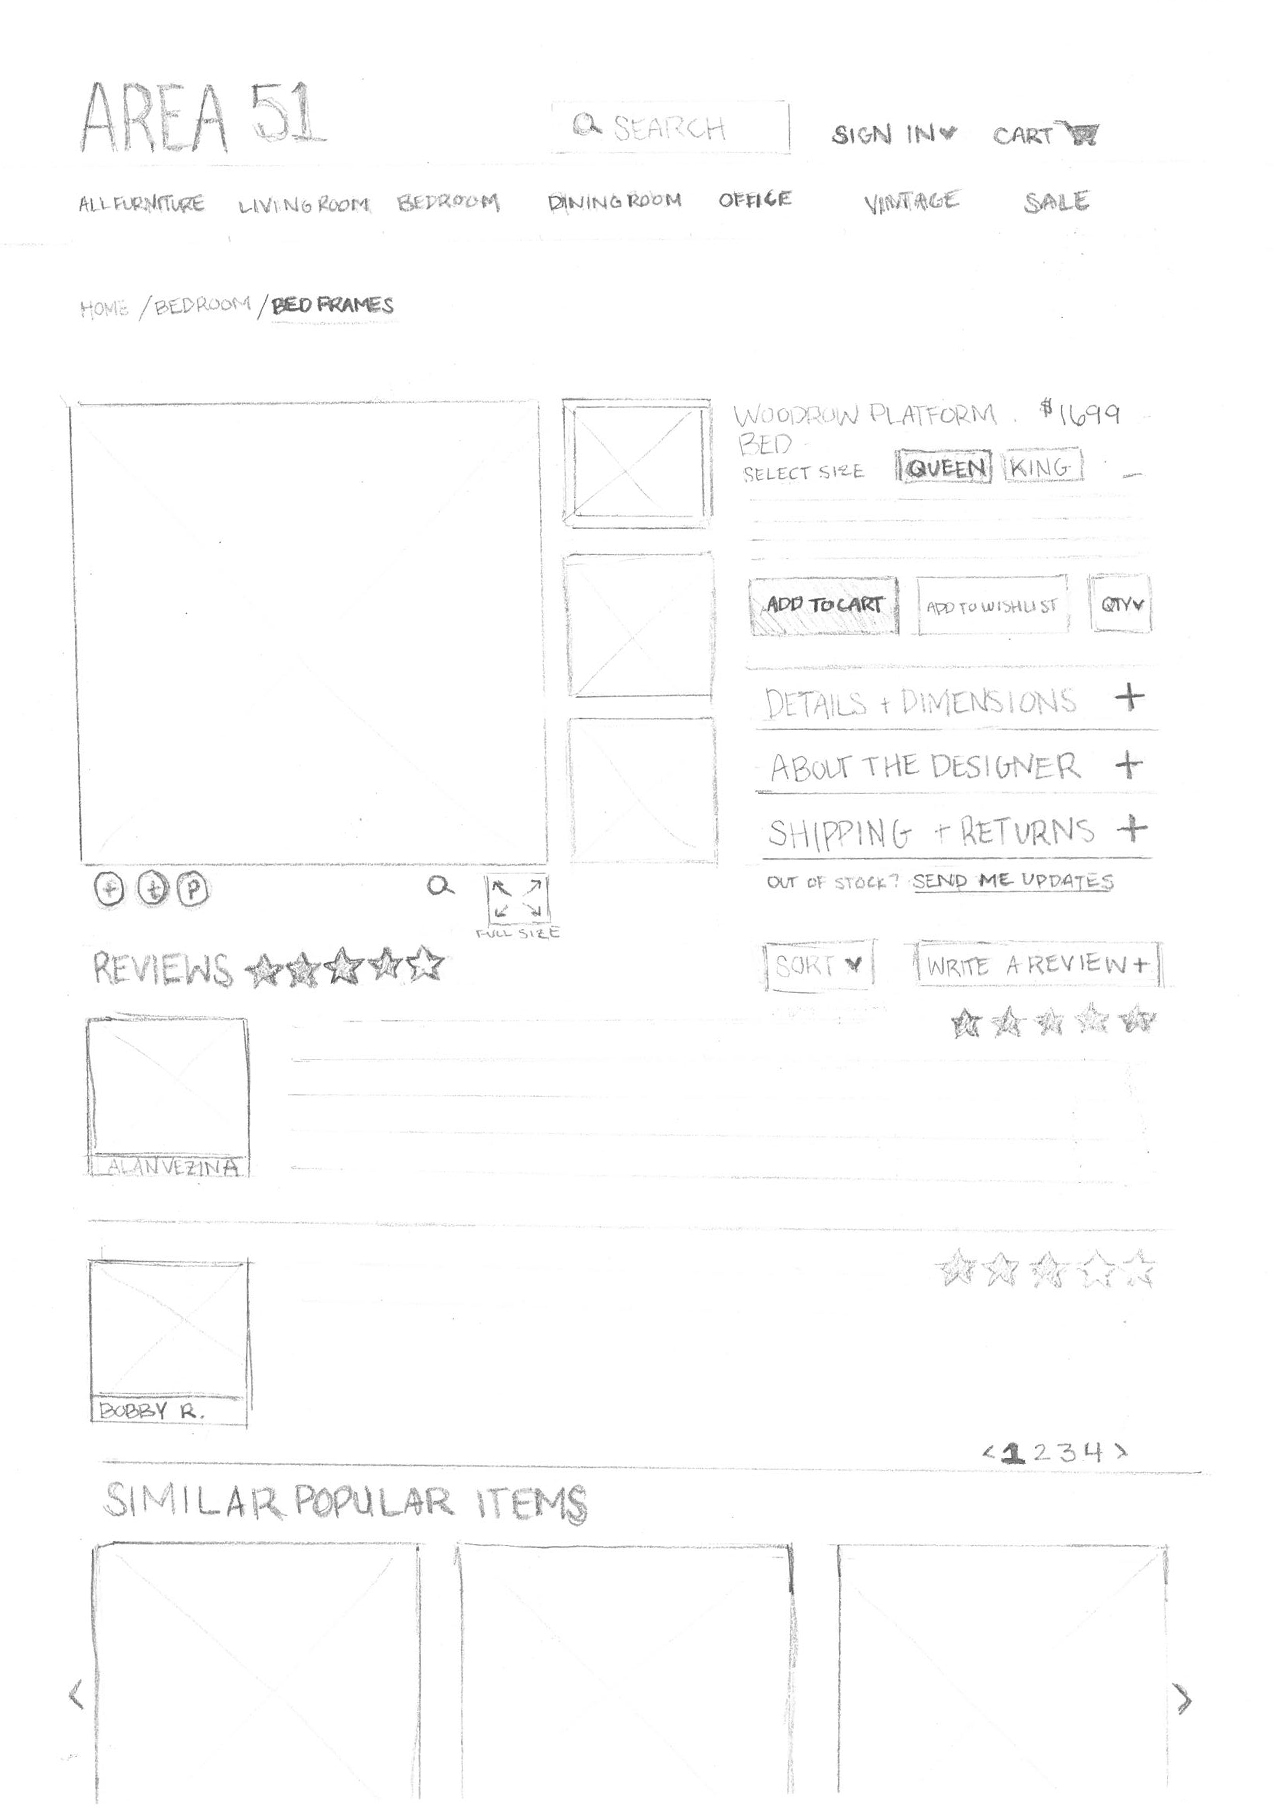 AREA 51
SEARCH
SIGN IN
CART
ALL FURNITURE LIVING ROOM BEDROOM DINING ROOM OFFICE VINTAGE SALE
HOME / BEDROOM / BED FRAMES
WOODROW PLATFORM $1699
BED
SELECT SIZE QUEEN KING
ADD TO CART ADD TO WISHLIST QTY
DETAILS + DIMENSIONS +
ABOUT THE DESIGNER +
SHIPPING + RETURNS +
OUT OF STOCK? SEND ME UPDATES
FULL SIZE
REVIEWS
SORT
WRITE A REVIEW +
ALAN VEZINA
BOBBY R.
< 1 2 3 4 >
SIMILAR POPULAR ITEMS
< >